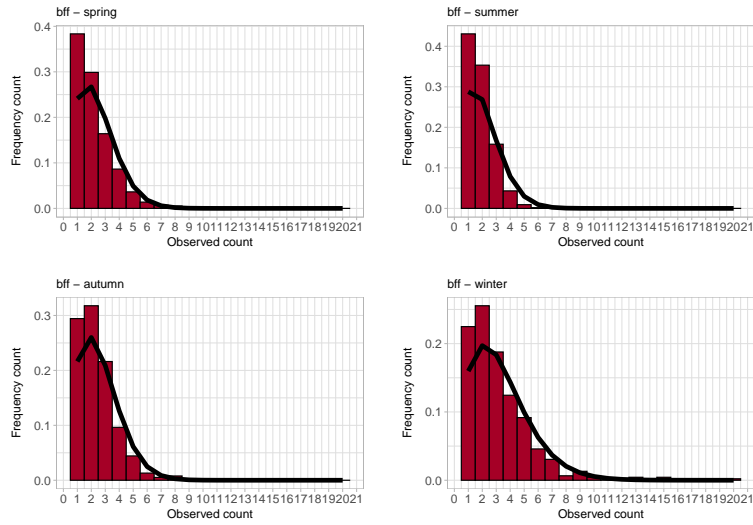 bff − spring
Frequency count
0.4
0.3
0.2
0.1
0.0
0 1 2 3 4 5 6 7 8 9 10 11 12 13 14 15 16 17 18 19 20 21
Observed count
bff − summer
Frequency count
0.4
0.3
0.2
0.1
0.0
0 1 2 3 4 5 6 7 8 9 10 11 12 13 14 15 16 17 18 19 20 21
Observed count
bff − autumn
Frequency count
0.3
0.2
0.1
0.0
0 1 2 3 4 5 6 7 8 9 10 11 12 13 14 15 16 17 18 19 20 21
Observed count
bff − winter
Frequency count
0.2
0.1
0.0
0 1 2 3 4 5 6 7 8 9 10 11 12 13 14 15 16 17 18 19 20 21
Observed count